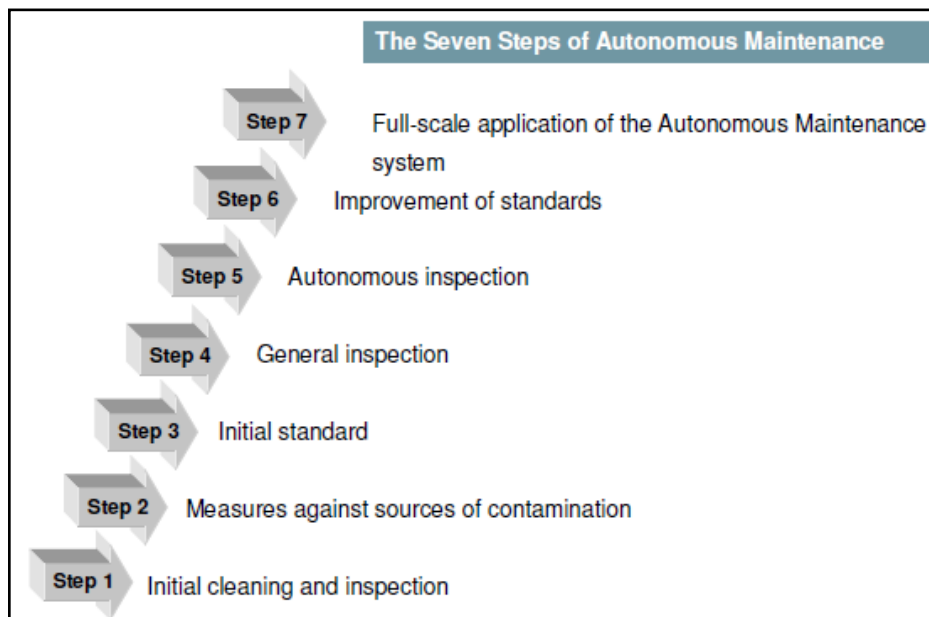 The Seven Steps of Autonomous Maintenance
Step 7 Full-scale application of the Autonomous Maintenance
system
Step 6 Improvement of standards
Step 5 Autonomous inspection
Step 4 General inspection
Step 3 Initial standard
Step 2 Measures against sources of contamination
Step 1 Initial cleaning and inspection